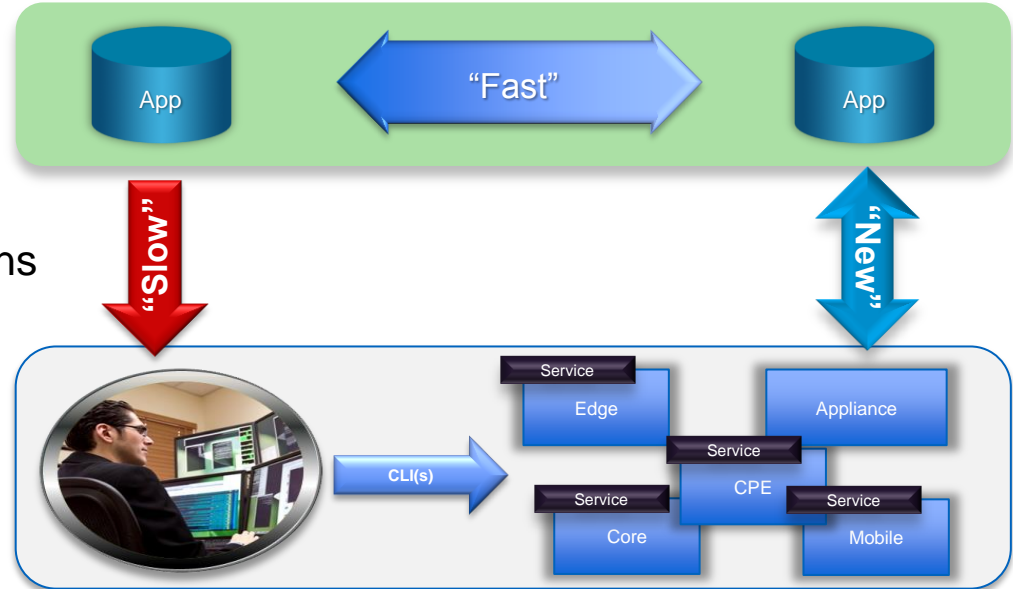 App
“Fast”
App
“Slow”
“New”
ns
Service
Edge
Appliance
Service
CPE
CLI(s)
Service
Core
Service
Mobile